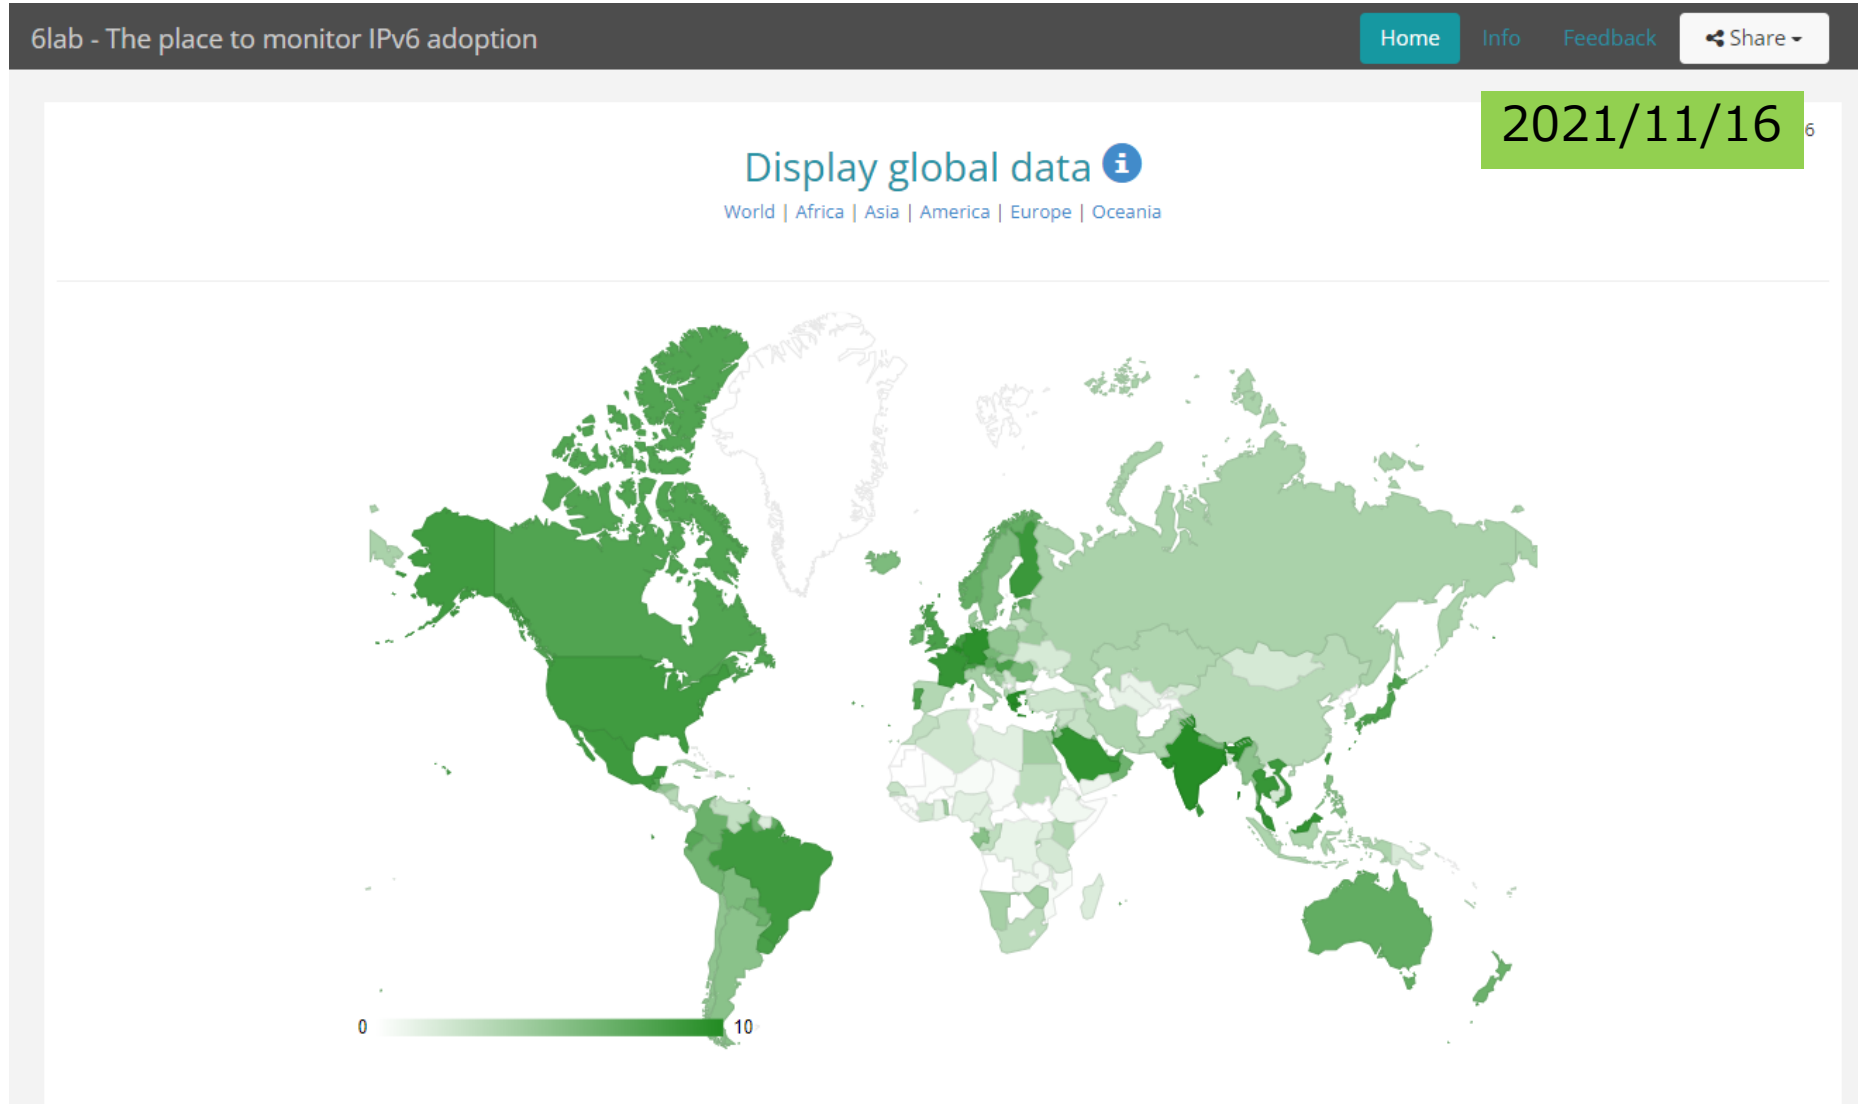 6lab - The place to monitor IPv6 adoption
Home Info Feedback Share
2021/11/16
6
Display global data
World | Africa | Asia | America | Europe | Oceania
0 10